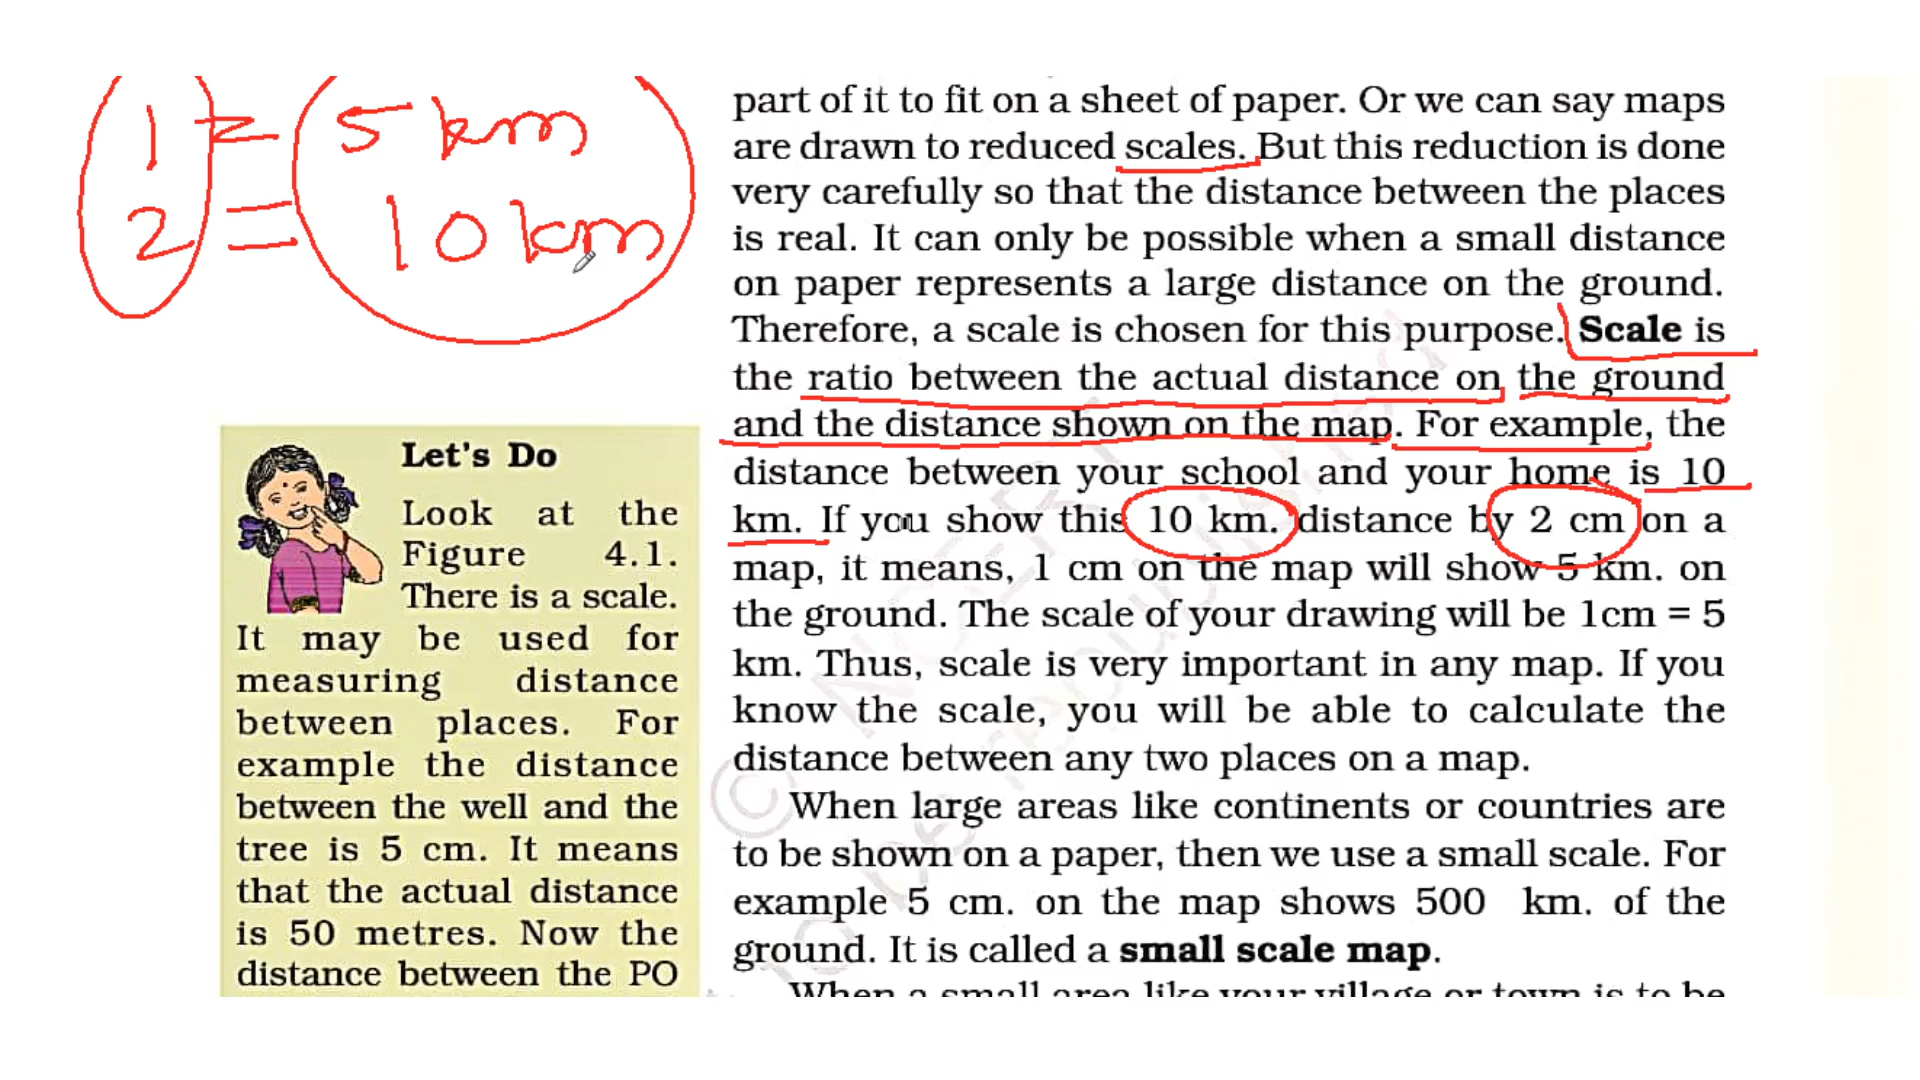 1 = 5 km
2 = 10 km
part of it to fit on a sheet of paper. Or we can say maps
are drawn to reduced scales. But this reduction is done
very carefully so that the distance between the places
is real. It can only be possible when a small distance
on paper represents a large distance on the ground.
Therefore, a scale is chosen for this purpose. Scale is
the ratio between the actual distance on the ground
and the distance shown on the map. For example, the
distance between your school and your home is 10
km. If you show this 10 km. distance by 2 cm on a
map, it means, 1 cm on the map will show 5 km. on
the ground. The scale of your drawing will be 1cm = 5
km. Thus, scale is very important in any map. If you
know the scale, you will be able to calculate the
distance between any two places on a map.
When large areas like continents or countries are
to be shown on a paper, then we use a small scale. For
example 5 cm. on the map shows 500 km. of the
ground. It is called a small scale map.
When a small area like your village or town is to be
Let's Do
Look at the
Figure 4.1.
There is a scale.
It may be used for
measuring distance
between places. For
example the distance
between the well and the
tree is 5 cm. It means
that the actual distance
is 50 metres. Now the
distance between the PO